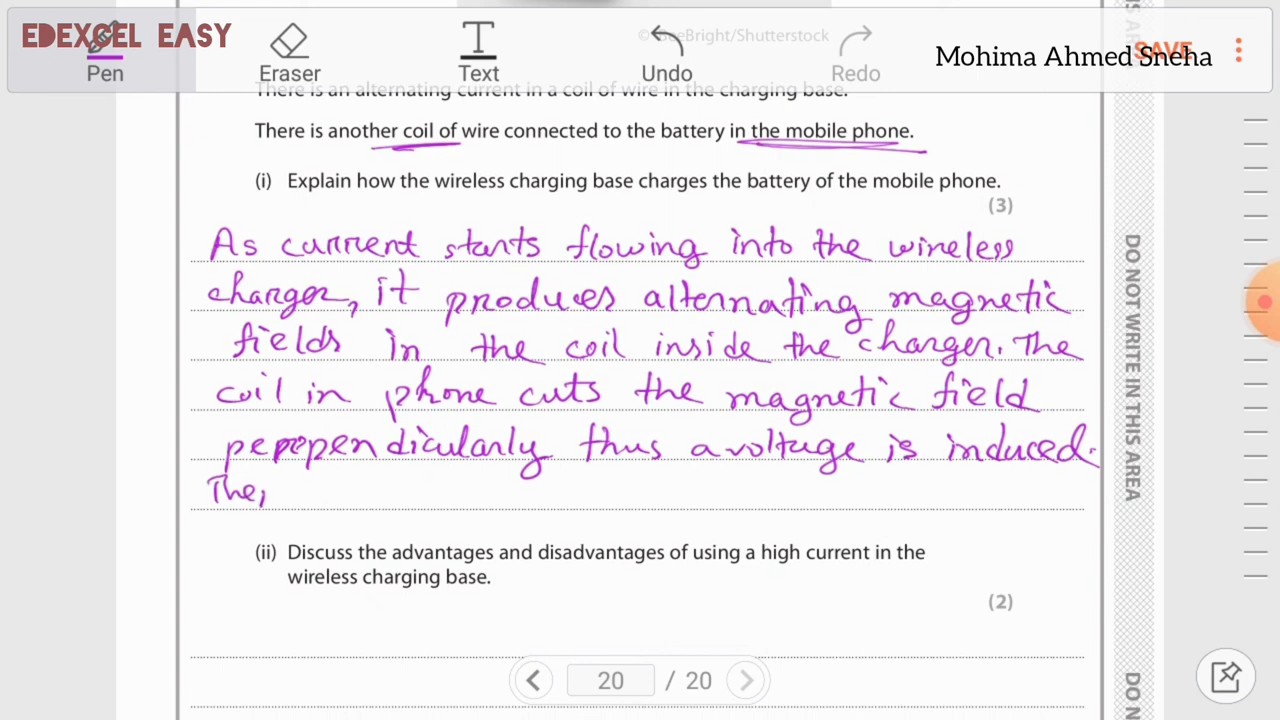 EDEXCEL EASY
Pen
Eraser
Text
© BeeBright/Shutterstock
Undo
Redo
Mohima Ahmed Sneha
SAVE
There is an alternating current in a coil of wire in the charging base.
There is another coil of wire connected to the battery in the mobile phone.
(i) Explain how the wireless charging base charges the battery of the mobile phone.
(3)
As current starts flowing into the wireless
charger, it produces alternating magnetic
fields in the coil inside the charger. The
coil in phone cuts the magnetic field
perpependicularly thus a voltage is induced.
The,
(ii) Discuss the advantages and disadvantages of using a high current in the
wireless charging base.
(2)
20 / 20
DO NOT WRITE IN THIS AREA